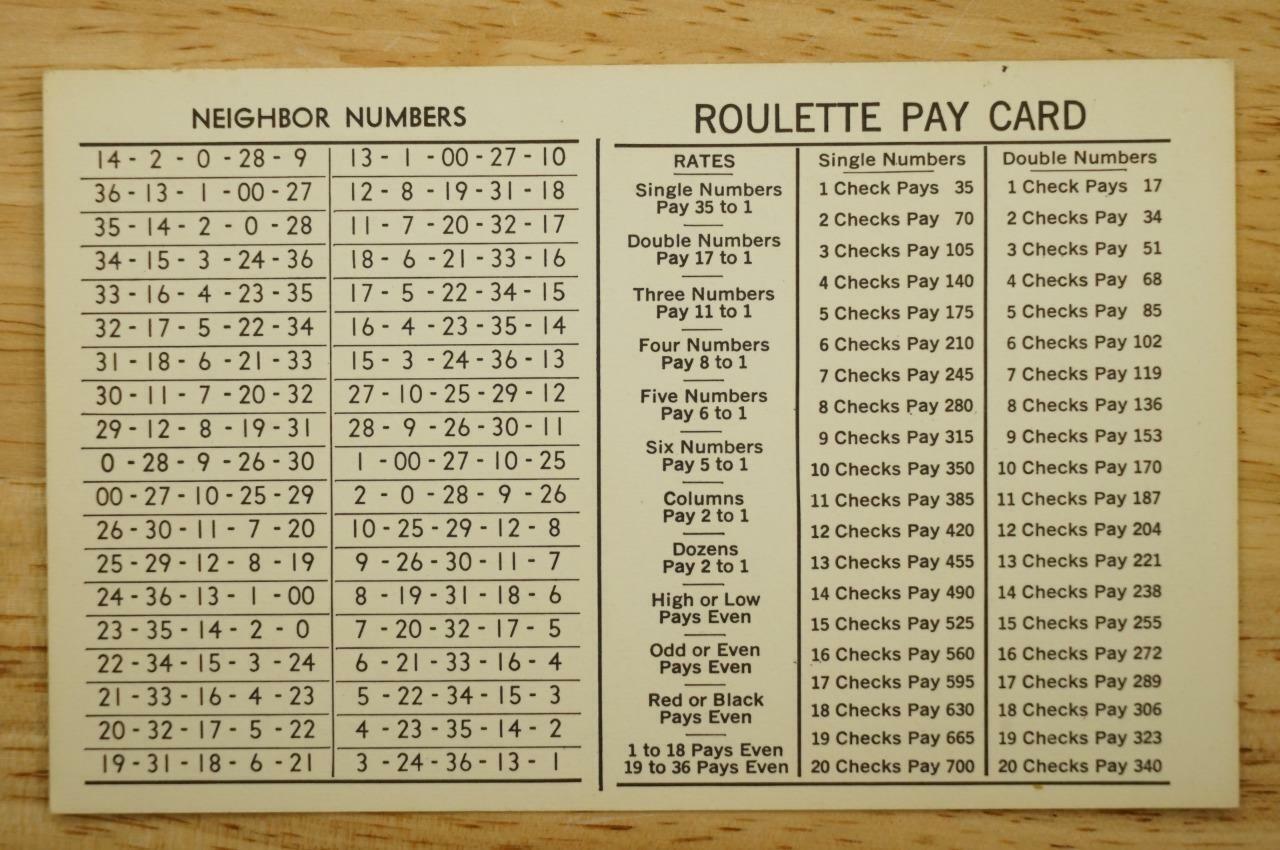 NEIGHBOR NUMBERS
14 - 2 - 0 - 28 - 9
36 - 13 - 1 - 00 - 27
35 - 14 - 2 - 0 - 28
34 - 15 - 3 - 24 - 36
33 - 16 - 4 - 23 - 35
32 - 17 - 5 - 22 - 34
31 - 18 - 6 - 21 - 33
30 - 11 - 7 - 20 - 32
29 - 12 - 8 - 19 - 31
0 - 28 - 9 - 26 - 30
00 - 27 - 10 - 25 - 29
26 - 30 - 11 - 7 - 20
25 - 29 - 12 - 8 - 19
24 - 36 - 13 - 1 - 00
23 - 35 - 14 - 2 - 0
22 - 34 - 15 - 3 - 24
21 - 33 - 16 - 4 - 23
20 - 32 - 17 - 5 - 22
19 - 31 - 18 - 6 - 21
13 - 1 - 00 - 27 - 10
12 - 8 - 19 - 31 - 18
11 - 7 - 20 - 32 - 17
18 - 6 - 21 - 33 - 16
17 - 5 - 22 - 34 - 15
16 - 4 - 23 - 35 - 14
15 - 3 - 24 - 36 - 13
27 - 10 - 25 - 29 - 12
28 - 9 - 26 - 30 - 11
1 - 00 - 27 - 10 - 25
2 - 0 - 28 - 9 - 26
10 - 25 - 29 - 12 - 8
9 - 26 - 30 - 11 - 7
8 - 19 - 31 - 18 - 6
7 - 20 - 32 - 17 - 5
6 - 21 - 33 - 16 - 4
5 - 22 - 34 - 15 - 3
4 - 23 - 35 - 14 - 2
3 - 24 - 36 - 13 - 1
ROULETTE PAY CARD
RATES
Single Numbers
Pay 35 to 1
Double Numbers
Pay 17 to 1
Three Numbers
Pay 11 to 1
Four Numbers
Pay 8 to 1
Five Numbers
Pay 6 to 1
Six Numbers
Pay 5 to 1
Columns
Pay 2 to 1
Dozens
Pay 2 to 1
High or Low
Pays Even
Odd or Even
Pays Even
Red or Black
Pays Even
1 to 18 Pays Even
19 to 36 Pays Even
Single Numbers
1 Check Pays 35
2 Checks Pay 70
3 Checks Pay 105
4 Checks Pay 140
5 Checks Pay 175
6 Checks Pay 210
7 Checks Pay 245
8 Checks Pay 280
9 Checks Pay 315
10 Checks Pay 350
11 Checks Pay 385
12 Checks Pay 420
13 Checks Pay 455
14 Checks Pay 490
15 Checks Pay 525
16 Checks Pay 560
17 Checks Pay 595
18 Checks Pay 630
19 Checks Pay 665
20 Checks Pay 700
Double Numbers
1 Check Pays 17
2 Checks Pay 34
3 Checks Pay 51
4 Checks Pay 68
5 Checks Pay 85
6 Checks Pay 102
7 Checks Pay 119
8 Checks Pay 136
9 Checks Pay 153
10 Checks Pay 170
11 Checks Pay 187
12 Checks Pay 204
13 Checks Pay 221
14 Checks Pay 238
15 Checks Pay 255
16 Checks Pay 272
17 Checks Pay 289
18 Checks Pay 306
19 Checks Pay 323
20 Checks Pay 340